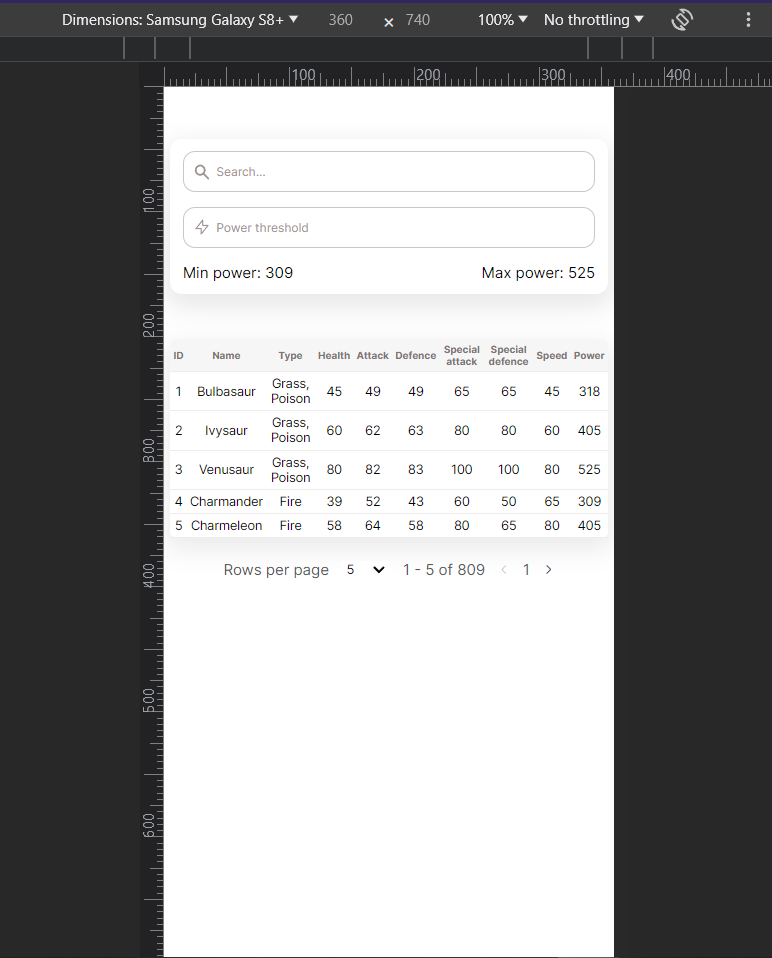 Dimensions: Samsung Galaxy S8+ 360 × 740 100% No throttling
100 200 300 400
100
200
300
400
500
600
Search...
Power threshold
Min power: 309 Max power: 525
ID Name Type Health Attack Defence Special attack Special defence Speed Power
1 Bulbasaur Grass, Poison 45 49 49 65 65 45 318
2 Ivysaur Grass, Poison 60 62 63 80 80 60 405
3 Venusaur Grass, Poison 80 82 83 100 100 80 525
4 Charmander Fire 39 52 43 60 50 65 309
5 Charmeleon Fire 58 64 58 80 65 80 405
Rows per page 5 1 - 5 of 809 1